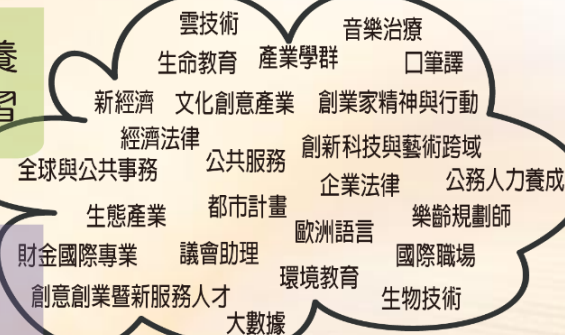 養
習
雲技術
音樂治療
生命教育
產業學群
口筆譯
新經濟
文化創意產業
創業家精神與行動
經濟法律
公共服務
創新科技與藝術跨域
全球與公共事務
企業法律
公務人力養成
生態產業
都市計畫
歐洲語言
樂齡規劃師
財金國際專業
議會助理
國際職場
環境教育
創意創業暨新服務人才
生物技術
大數據